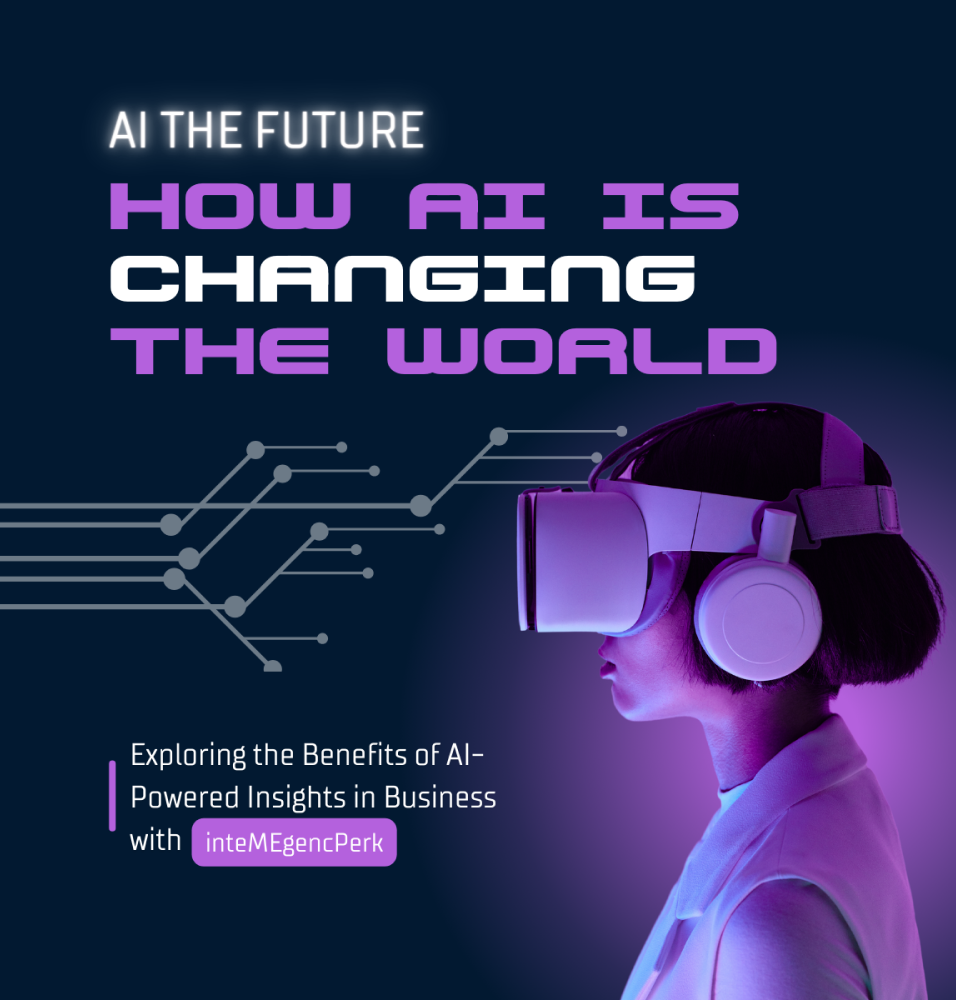 AI THE FUTURE
HOW AI IS
CHANGING
THE WORLD
Exploring the Benefits of AI-
Powered Insights in Business
with inteMEgencPerk